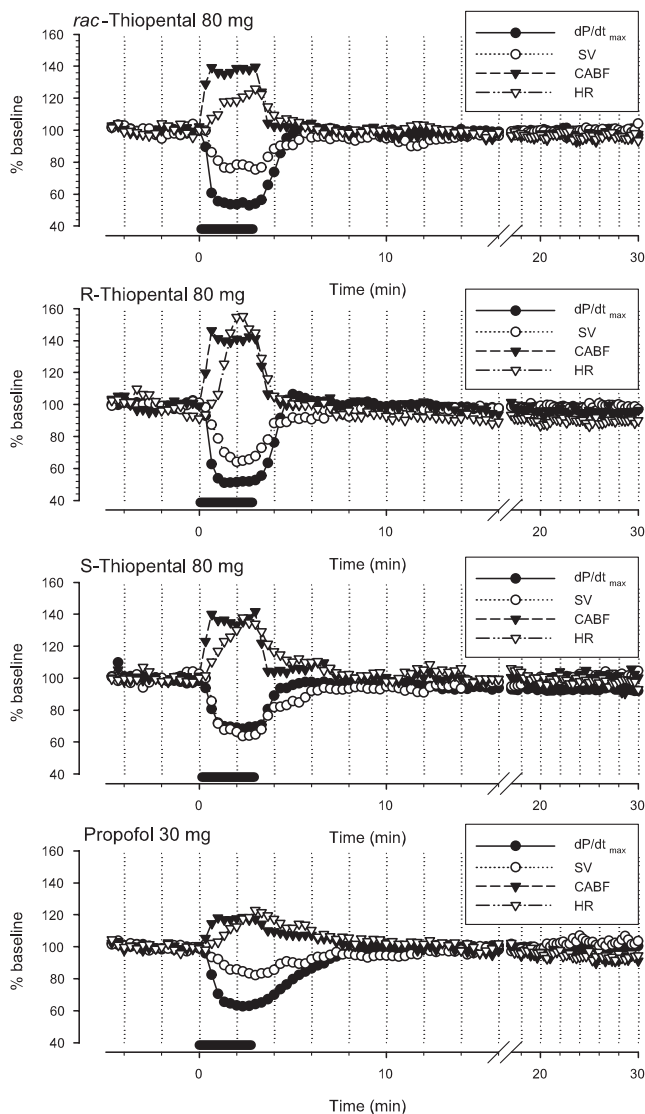 rac-Thiopental 80 mg
160
140
120
100
80
60
40
% baseline
dP/dt max
SV
CABF
HR
0
10
20
30
Time (min)
R-Thiopental 80 mg
160
140
120
100
80
60
40
% baseline
dP/dt max
SV
CABF
HR
0
10
20
30
Time (min)
S-Thiopental 80 mg
160
140
120
100
80
60
40
% baseline
dP/dt max
SV
CABF
HR
0
10
20
30
Time (min)
Propofol 30 mg
160
140
120
100
80
60
40
% baseline
dP/dt max
SV
CABF
HR
0
10
20
30
Time (min)